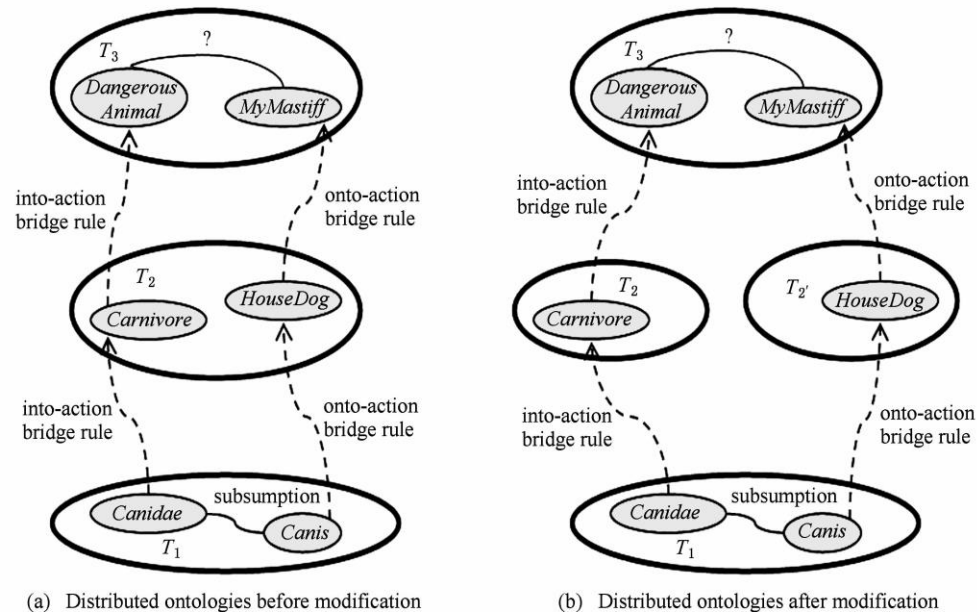 T3
?
Dangerous
Animal
MyMastiff
into-action
bridge rule
onto-action
bridge rule
T2
HouseDog
Carnivore
into-action
bridge rule
onto-action
bridge rule
subsumption
Canidae
Canis
T1
(a) Distributed ontologies before modification
T3
?
Dangerous
Animal
MyMastiff
into-action
bridge rule
onto-action
bridge rule
T2
Carnivore
T2'
HouseDog
into-action
bridge rule
onto-action
bridge rule
subsumption
Canidae
Canis
T1
(b) Distributed ontologies after modification